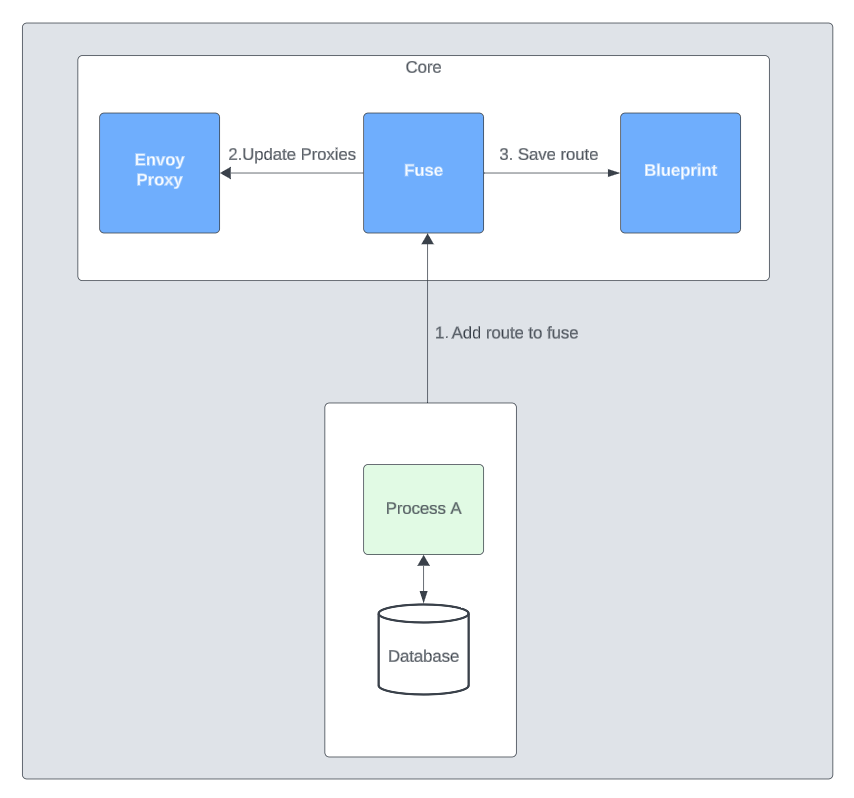 Core
Envoy
Proxy
2.Update Proxies
Fuse
3. Save route
Blueprint
1. Add route to fuse
Process A
Database